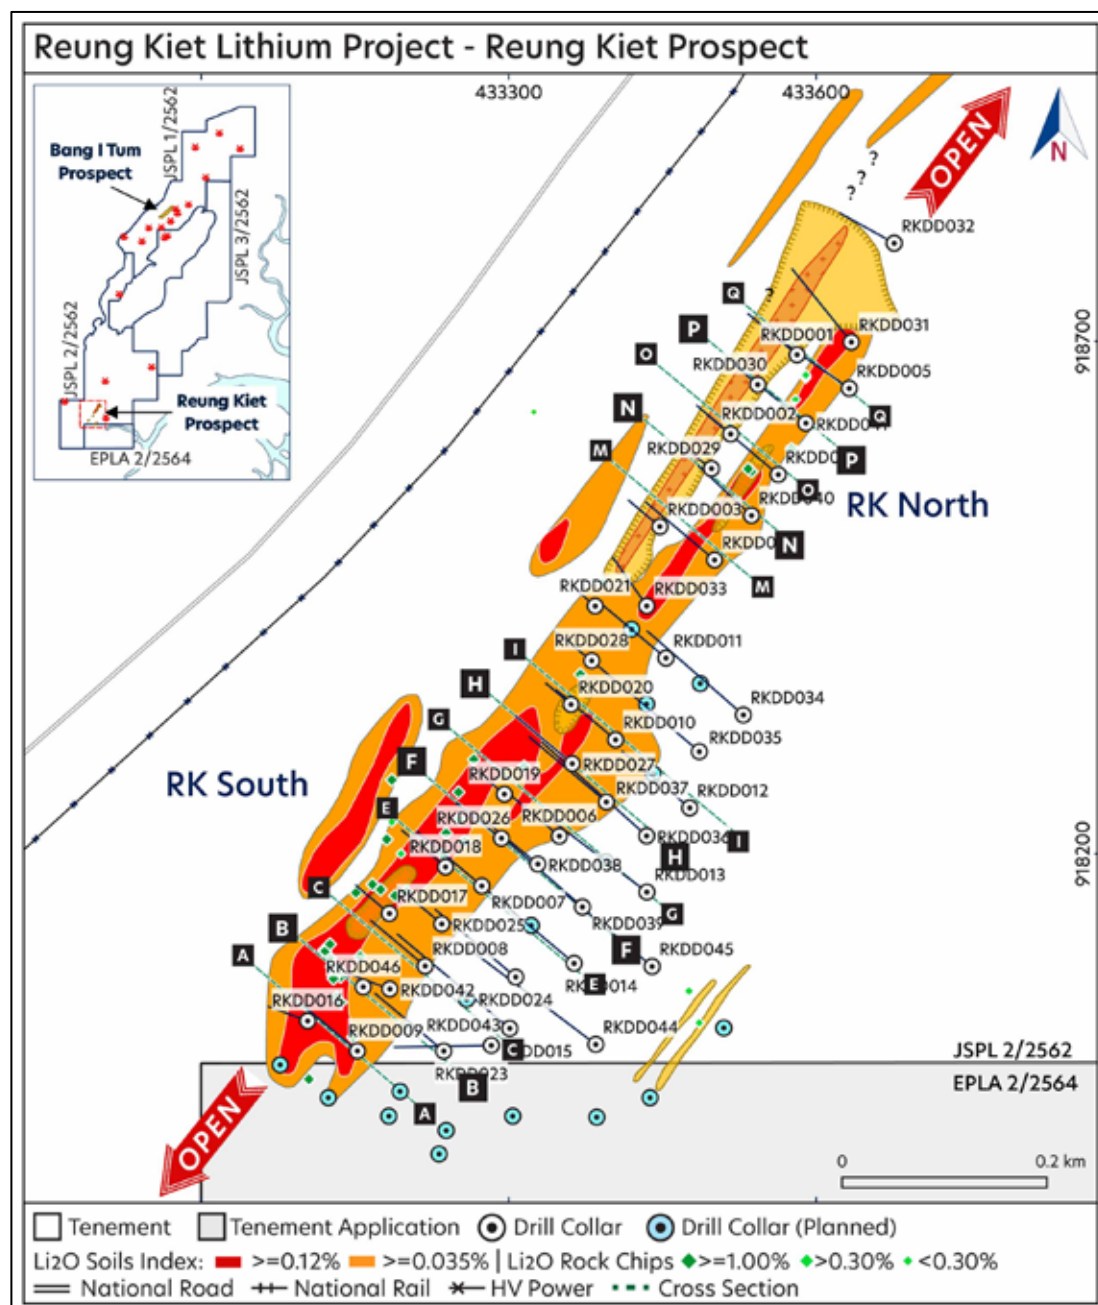 Reung Kiet Lithium Project - Reung Kiet Prospect
433300
433600
918700
918200
Bang I Tum
Prospect
JSPL 1/2562
JSPL 3/2562
JSPL 2/2562
Reung Kiet
Prospect
EPLA 2/2564
OPEN
N
?
?
?
?
RKDD032
Q
RKDD001
RKDD031
P
RKDD030
RKDD005
O
Q
RKDD002
N
RKDD029
P
M
O
RK North
RKDD003
N
RKDD021
RKDD033
M
RKDD028
RKDD011
I
RKDD020
RKDD034
H
RKDD010
RKDD035
G
RKDD027
F
RKDD019
RKDD037
RKDD012
RK South
E
RKDD026
RKDD006
RKDD036
I
RKDD018
RKDD038
H
RKDD013
C
RKDD017
RKDD007
G
RKDD025
RKDD039
B
RKDD008
F
RKDD045
A
RKDD046
E
RKDD042
RKDD024
RKDD016
RKDD043
RKDD044
RKDD009
C
B
A
JSPL 2/2562
EPLA 2/2564
OPEN
0 0.2 km
Tenement Tenement Application Drill Collar Drill Collar (Planned)
Li2O Soils Index: >=0.12% >=0.035% | Li2O Rock Chips >=1.00% >0.30% <0.30%
National Road National Rail HV Power Cross Section